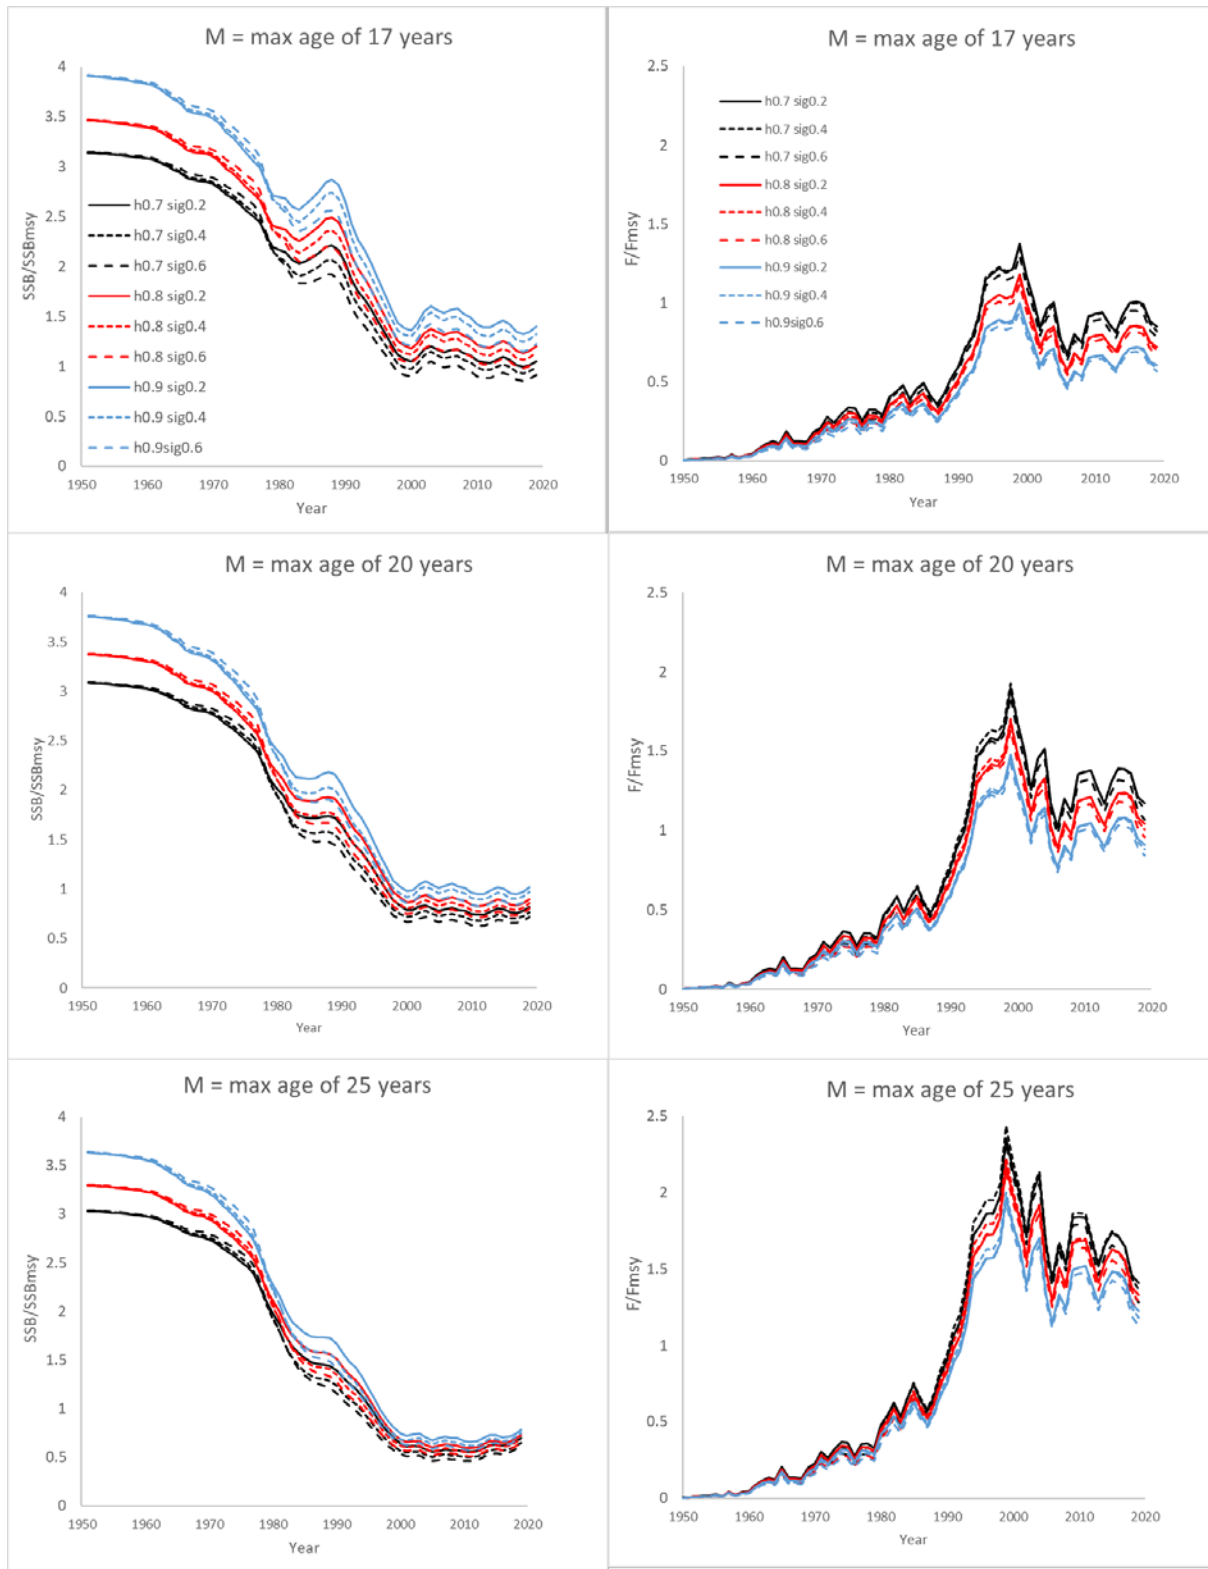 M = max age of 17 years
4
3.5
3
2.5
2
1.5
1
0.5
0
SSB/SSBmsy
h0.7 sig0.2
h0.7 sig0.4
h0.7 sig0.6
h0.8 sig0.2
h0.8 sig0.4
h0.8 sig0.6
h0.9 sig0.2
h0.9 sig0.4
h0.9sig0.6
1950 1960 1970 1980 1990 2000 2010 2020
Year
M = max age of 17 years
2.5
2
1.5
1
0.5
0
F/Fmsy
h0.7 sig0.2
h0.7 sig0.4
h0.7 sig0.6
h0.8 sig0.2
h0.8 sig0.4
h0.8 sig0.6
h0.9 sig0.2
h0.9 sig0.4
h0.9sig0.6
1950 1960 1970 1980 1990 2000 2010 2020
Year
M = max age of 20 years
4
3.5
3
2.5
2
1.5
1
0.5
0
SSB/SSBmsy
1950 1960 1970 1980 1990 2000 2010 2020
Year
M = max age of 20 years
2.5
2
1.5
1
0.5
0
F/Fmsy
1950 1960 1970 1980 1990 2000 2010 2020
Year
M = max age of 25 years
4
3.5
3
2.5
2
1.5
1
0.5
0
SSB/SSBmsy
1950 1960 1970 1980 1990 2000 2010 2020
Year
M = max age of 25 years
2.5
2
1.5
1
0.5
0
F/Fmsy
1950 1960 1970 1980 1990 2000 2010 2020
Year